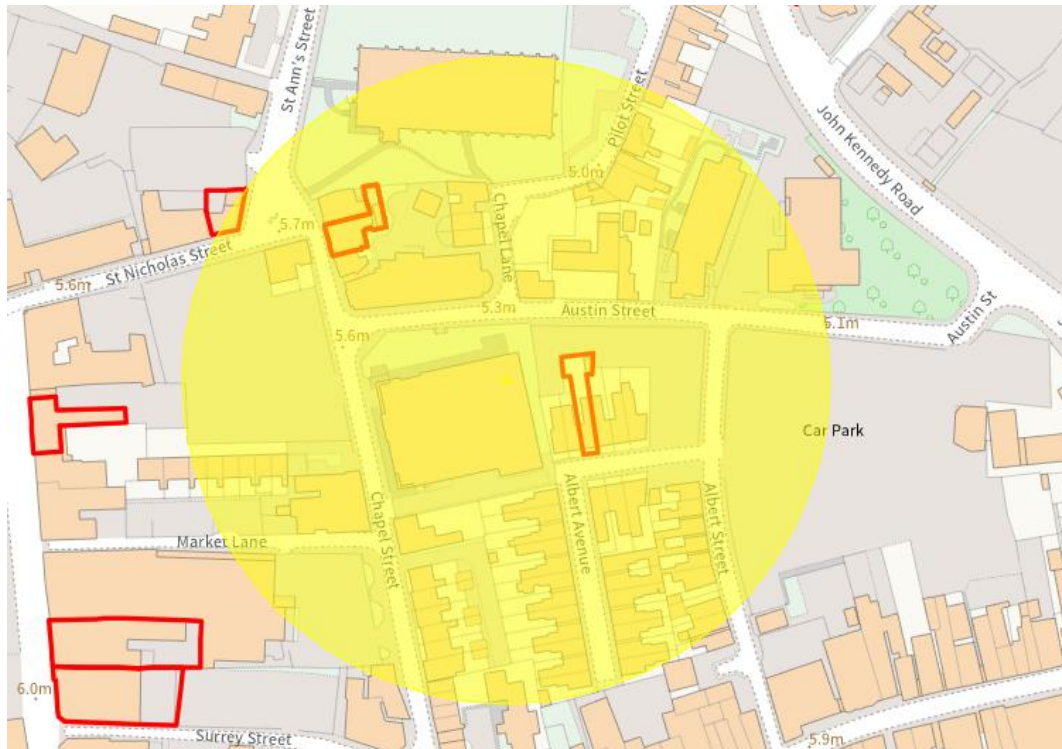 St Ann's Street
Pilot Street
John Kennedy Road
5.0m
Chapel Lane
5.7m
St Nicholas Street
5.6m
5.3m
Austin Street
5.1m
Austin St
5.6m
Car Park
Chapel Street
Albert Avenue
Albert Street
Market Lane
6.0m
Surrey Street
5.9m